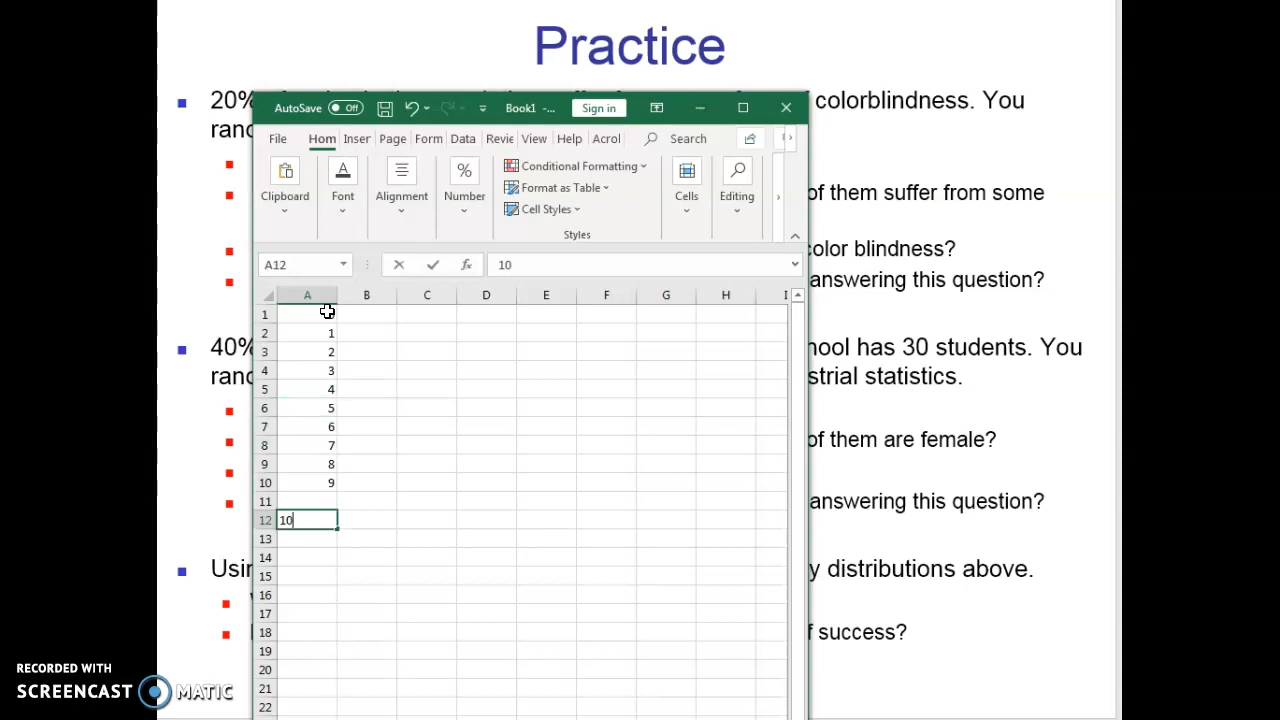 Practice
20%
colorblindness. You
of them suffer from some
color blindness?
answering this question?
40%
hool has 30 students. You
strial statistics.
of them are female?
answering this question?
y distributions above.
of success?
AutoSave Off Book1 -... Sign in
File Hom Inser Page Form Data Revie View Help Acrol Search
Clipboard Font Alignment Number Conditional Formatting Cells Editing
Format as Table
Cell Styles
Styles
A12 fx 10
A B C D E F G H I
1
2 1
3 2
4 3
5 4
6 5
7 6
8 7
9 8
10 9
11
12 10
13
14
15
16
17
18
19
20
21
22
RECORDED WITH
SCREENCAST MATIC